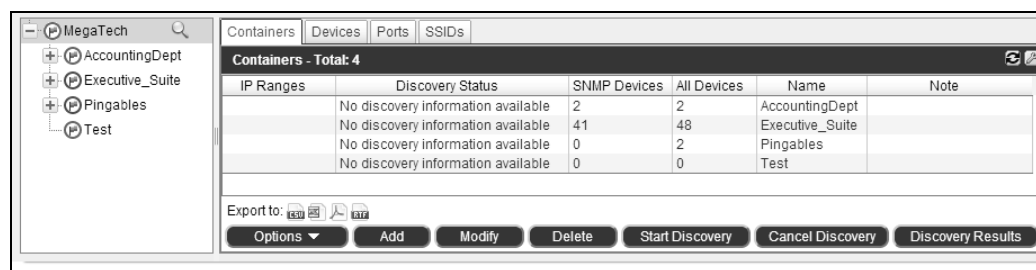 MegaTech
AccountingDept
Executive_Suite
Pingables
Test
Containers Devices Ports SSIDs
Containers - Total: 4
IP Ranges Discovery Status SNMP Devices All Devices Name Note
No discovery information available 2 2 AccountingDept
No discovery information available 41 48 Executive_Suite
No discovery information available 0 2 Pingables
No discovery information available 0 0 Test
Export to: CSV RTF
Options Add Modify Delete Start Discovery Cancel Discovery Discovery Results